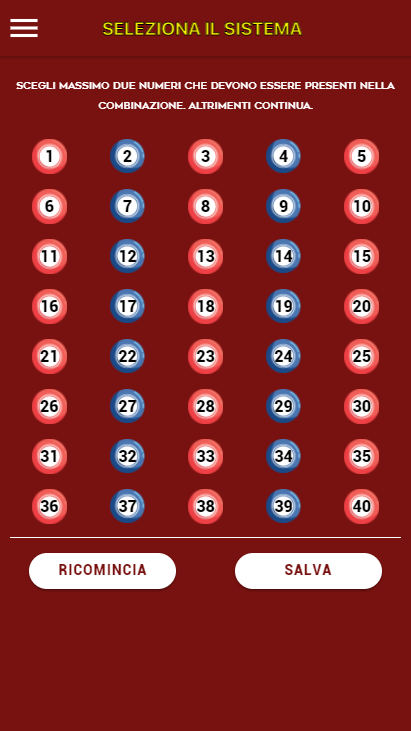 SELEZIONA IL SISTEMA
SCEGLI MASSIMO DUE NUMERI CHE DEVONO ESSERE PRESENTI NELLA
COMBINAZIONE. ALTRIMENTI CONTINUA.
1 2 3 4 5
6 7 8 9 10
11 12 13 14 15
16 17 18 19 20
21 22 23 24 25
26 27 28 29 30
31 32 33 34 35
36 37 38 39 40
RICOMINCIA SALVA